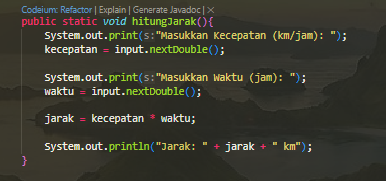 Codeium: Refactor | Explain | Generate Javadoc | ×
public static void hitungJarak(){
System.out.print(s:"Masukkan Kecepatan (km/jam): ");
kecepatan = input.nextDouble();
System.out.print(s:"Masukkan Waktu (jam): ");
waktu = input.nextDouble();
jarak = kecepatan * waktu;
System.out.println("Jarak: " + jarak + " km");
}